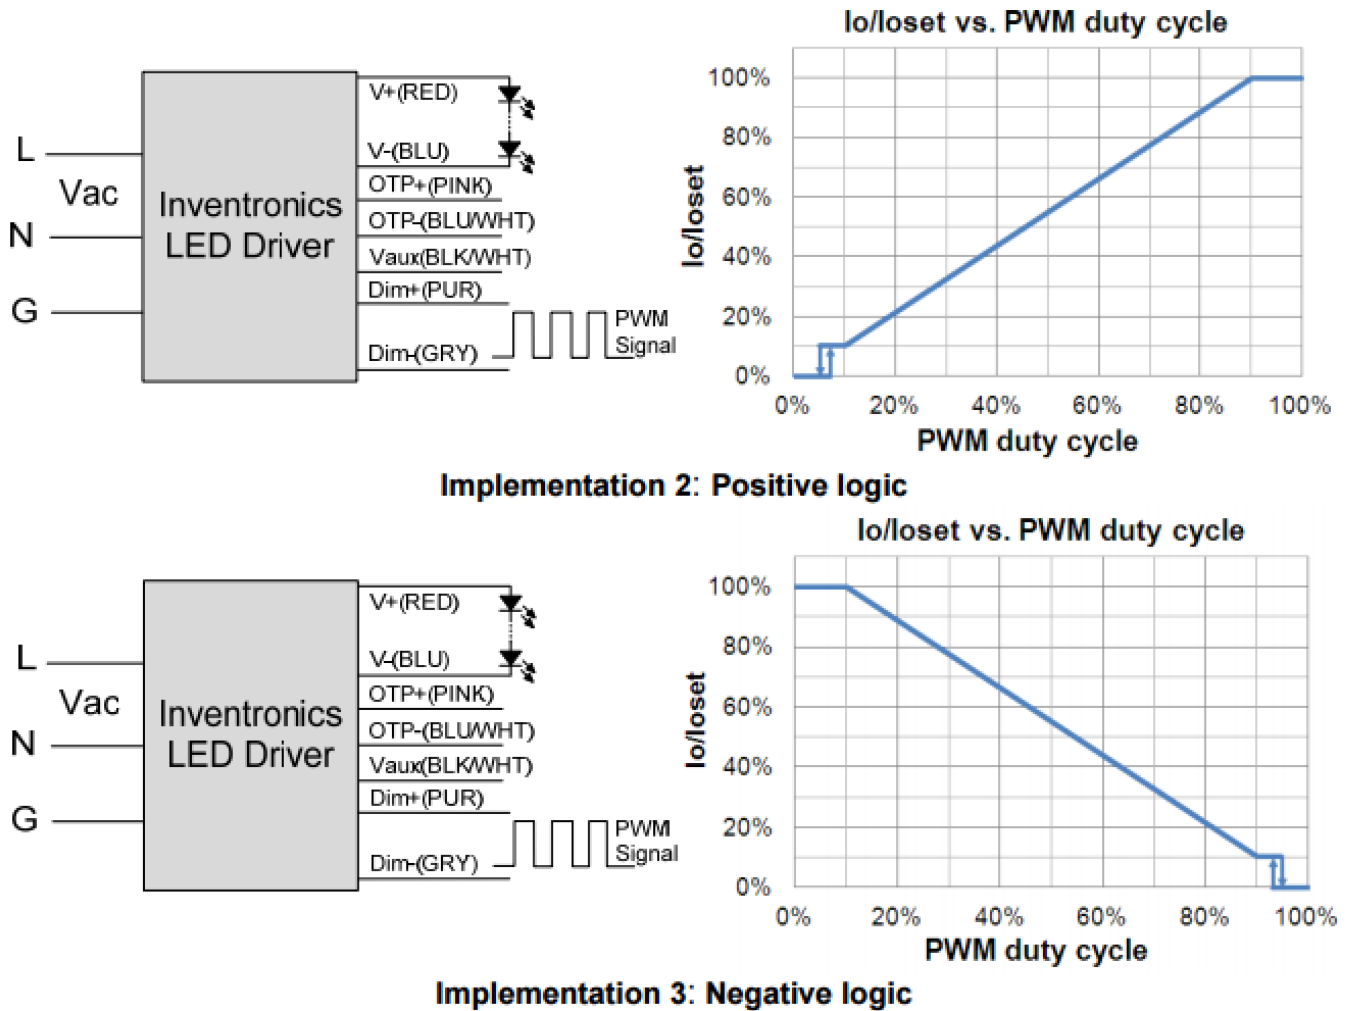 Io/Ioset vs. PWM duty cycle
L
Vac
N
G
Inventronics
LED Driver
V+(RED)
V-(BLU)
OTP+(PINK)
OTP-(BLU/WHT)
Vaux(BLK/WHT)
Dim+(PUR)
Dim-(GRY)
PWM
Signal
Io/Ioset
100%
80%
60%
40%
20%
0%
0% 20% 40% 60% 80% 100%
PWM duty cycle
Implementation 2: Positive logic
Io/Ioset vs. PWM duty cycle
L
Vac
N
G
Inventronics
LED Driver
V+(RED)
V-(BLU)
OTP+(PINK)
OTP-(BLU/WHT)
Vaux(BLK/WHT)
Dim+(PUR)
Dim-(GRY)
PWM
Signal
Io/Ioset
100%
80%
60%
40%
20%
0%
0% 20% 40% 60% 80% 100%
PWM duty cycle
Implementation 3: Negative logic